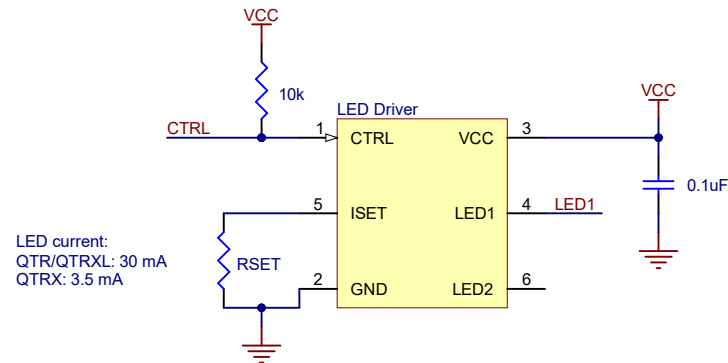 VCC
10k
LED Driver
VCC
CTRL
1
CTRL
VCC
3
0.1uF
5
ISET
LED1
4
LED1
LED current:
QTR/QTRXL: 30 mA
QTRX: 3.5 mA
RSET
2
GND
LED2
6